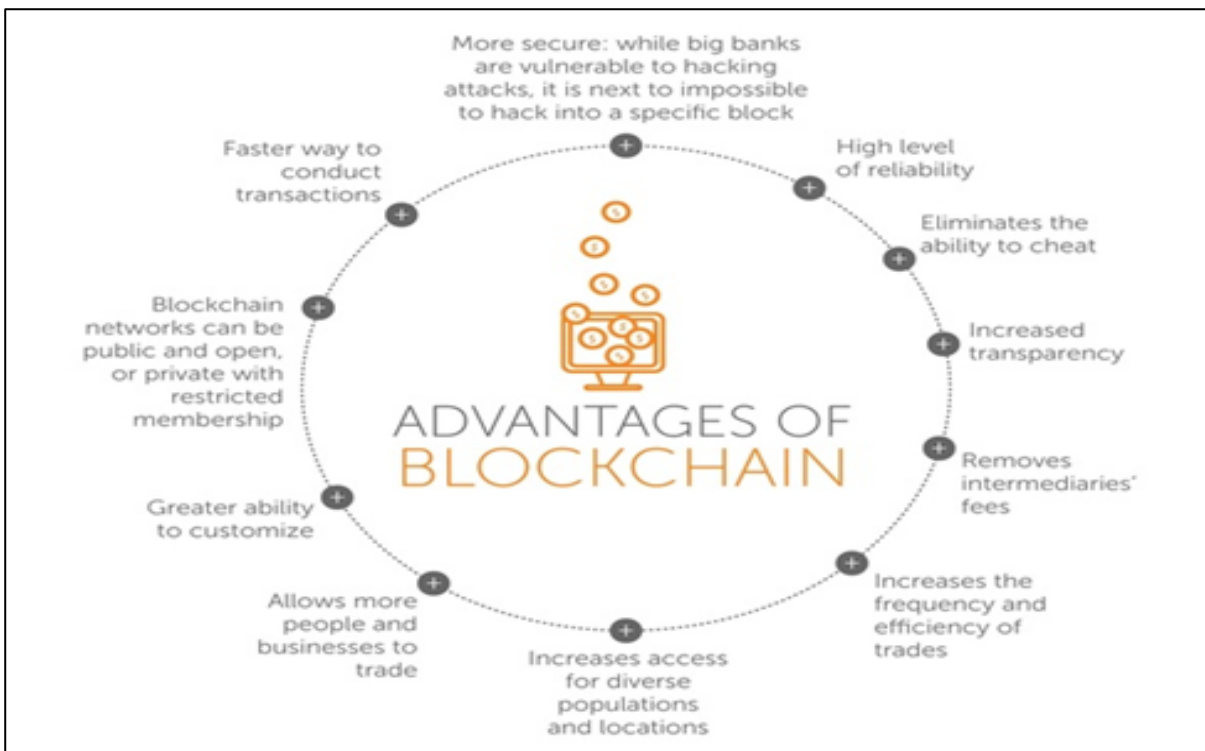 More secure: while big banks
are vulnerable to hacking
attacks, it is next to impossible
to hack into a specific block
High level
of reliability
Eliminates the
ability to cheat
Increased
transparency
Removes
intermediaries'
fees
Increases the
frequency and
efficiency of
trades
Increases access
for diverse
populations
and locations
Allows more
people and
businesses to
trade
Greater ability
to customize
Blockchain
networks can be
public and open,
or private with
restricted
membership
Faster way to
conduct
transactions
ADVANTAGES OF
BLOCKCHAIN